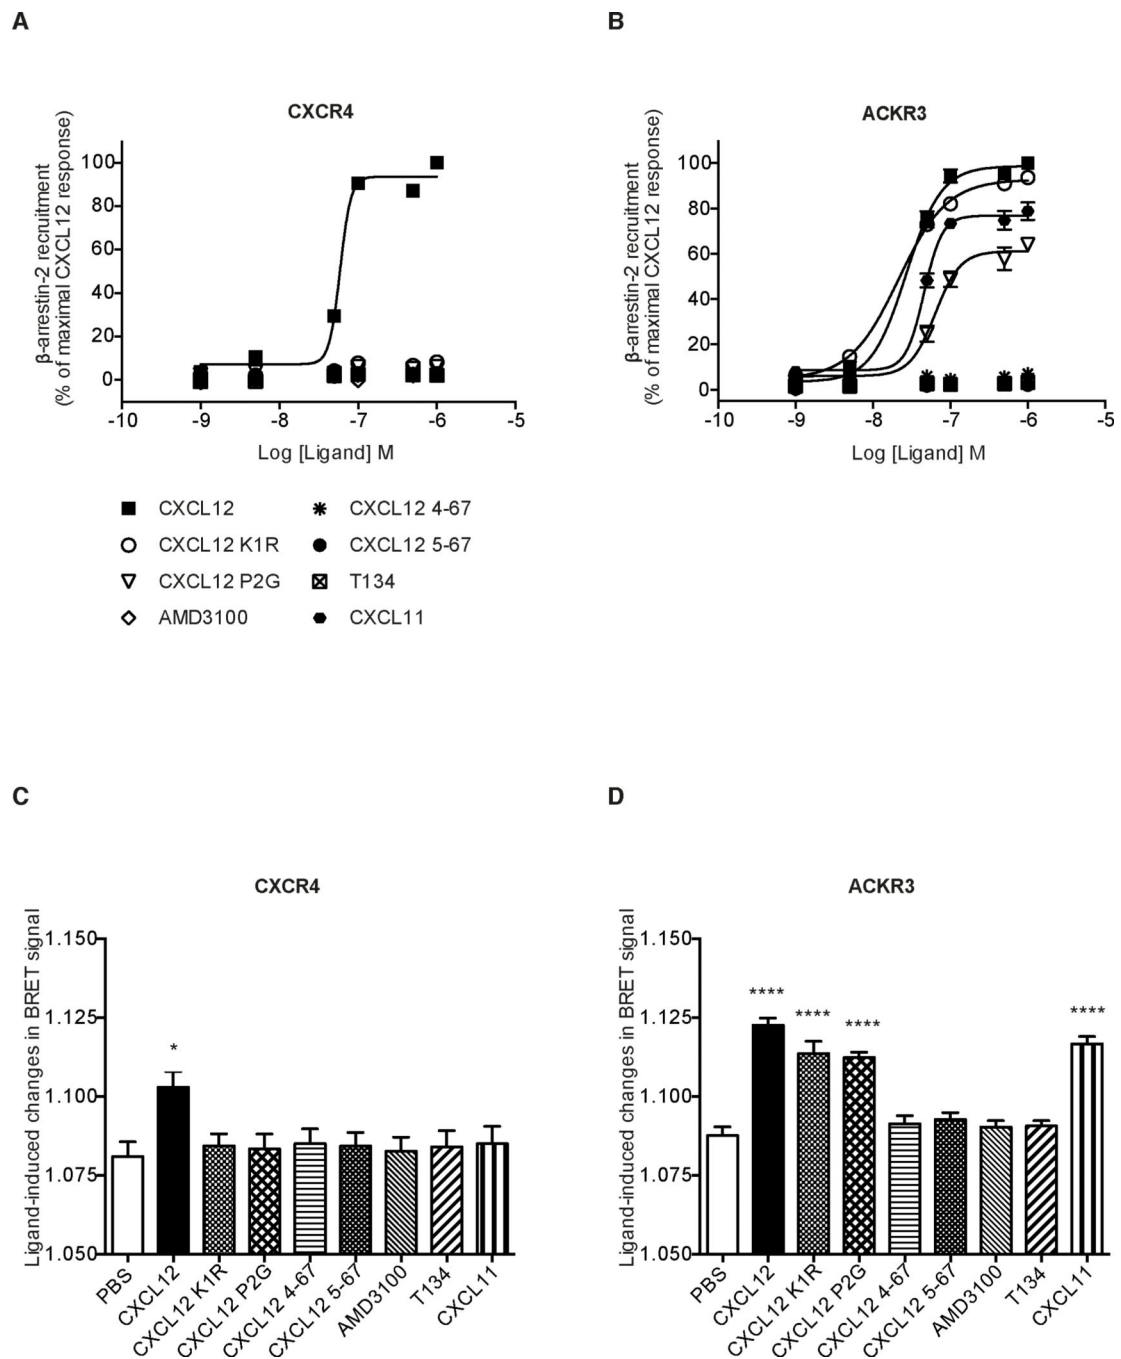 A
B
CXCR4
ACKR3
β-arrestin-2 recruitment
(% of maximal CXCL12 response)
100
80
60
40
20
0
-10
-9
-8
-7
-6
-5
Log [Ligand] M
β-arrestin-2 recruitment
(% of maximal CXCL12 response)
100
80
60
40
20
0
-10
-9
-8
-7
-6
-5
Log [Ligand] M
CXCL12
CXCL12 K1R
CXCL12 P2G
AMD3100
CXCL12 4-67
CXCL12 5-67
T134
CXCL11
C
D
CXCR4
Ligand-induced changes in BRET signal
1.150
1.125
1.100
1.075
1.050
*
PBS
CXCL12
CXCL12 K1R
CXCL12 P2G
CXCL12 4-67
CXCL12 5-67
AMD3100
T134
CXCL11
ACKR3
Ligand-induced changes in BRET signal
1.150
1.125
1.100
1.075
1.050
****
****
****
****
PBS
CXCL12
CXCL12 K1R
CXCL12 P2G
CXCL12 4-67
CXCL12 5-67
AMD3100
T134
CXCL11